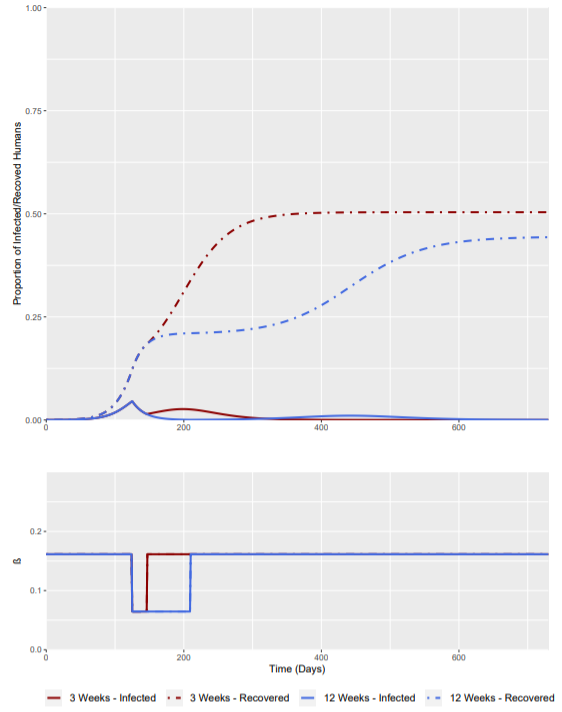 1.00
0.75
0.50
0.25
0.00
Proportion of Infected/Recoved Humans
0 200 400 600
0.2
0.1
0.0
ß
0 200 400 600
Time (Days)
3 Weeks - Infected 3 Weeks - Recovered 12 Weeks - Infected 12 Weeks - Recovered